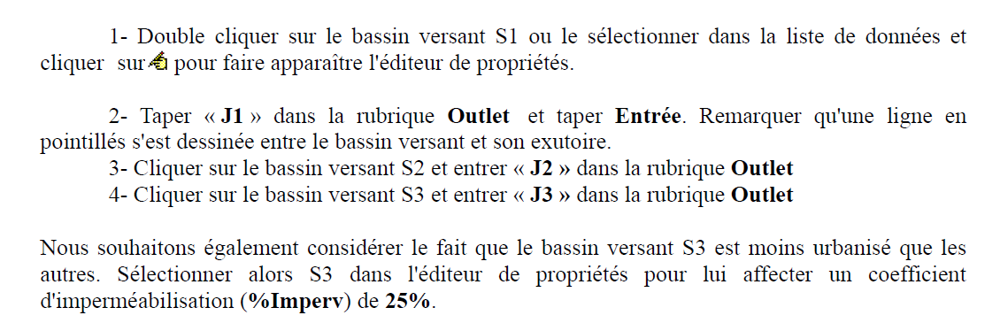 1- Double cliquer sur le bassin versant S1 ou le sélectionner dans la liste de données et
cliquer sur pour faire apparaître l'éditeur de propriétés.
2- Taper « J1 » dans la rubrique Outlet et taper Entrée. Remarquer qu'une ligne en
pointillés s'est dessinée entre le bassin versant et son exutoire.
3- Cliquer sur le bassin versant S2 et entrer « J2 » dans la rubrique Outlet
4- Cliquer sur le bassin versant S3 et entrer « J3 » dans la rubrique Outlet
Nous souhaitons également considérer le fait que le bassin versant S3 est moins urbanisé que les
autres. Sélectionner alors S3 dans l'éditeur de propriétés pour lui affecter un coefficient
d'imperméabilisation (%Imperv) de 25%.